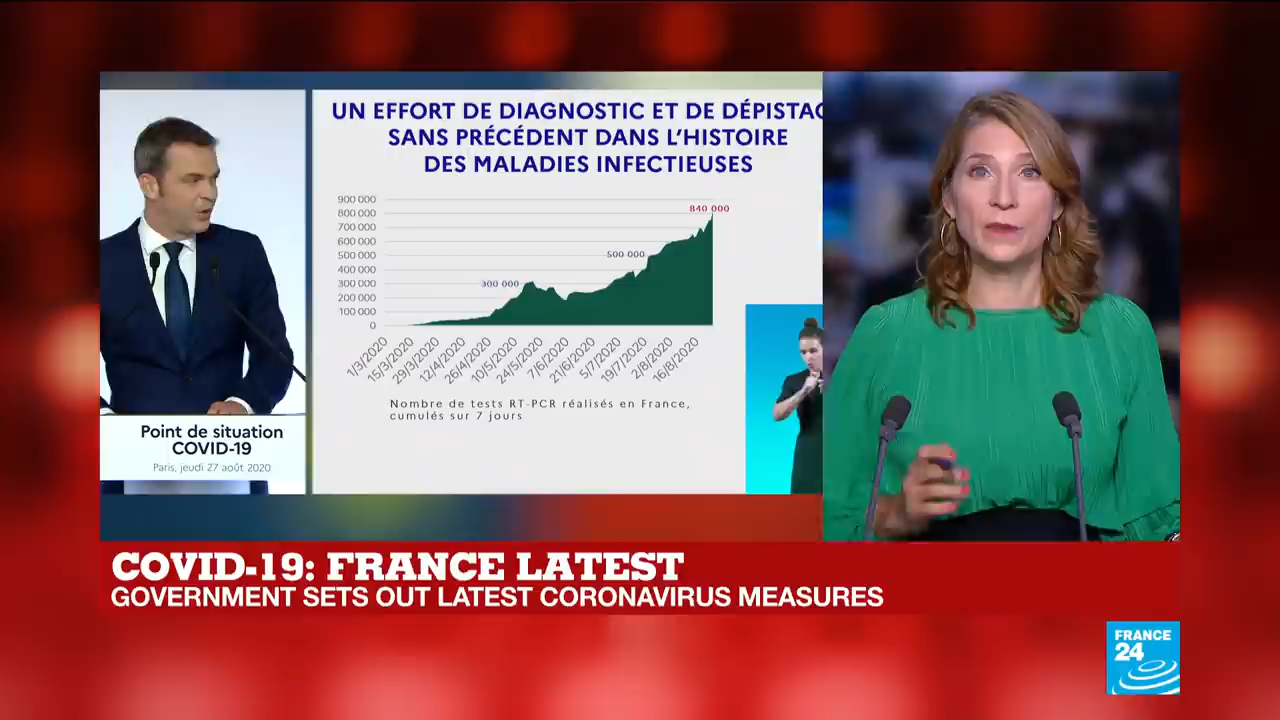 UN EFFORT DE DIAGNOSTIC ET DE DÉPISTAG
SANS PRÉCÉDENT DANS L'HISTOIRE
DES MALADIES INFECTIEUSES
900 000
800 000
700 000
600 000
500 000
400 000
300 000
200 000
100 000
0
300 000
500 000
840 000
1/3/2020
15/3/2020
29/3/2020
12/4/2020
26/4/2020
10/5/2020
24/5/2020
7/6/2020
21/6/2020
5/7/2020
19/7/2020
2/8/2020
16/8/2020
Nombre de tests RT-PCR réalisés en France,
cumulés sur 7 jours
Point de situation
COVID-19
Paris, jeudi 27 août 2020
COVID-19: FRANCE LATEST
GOVERNMENT SETS OUT LATEST CORONAVIRUS MEASURES
FRANCE
24